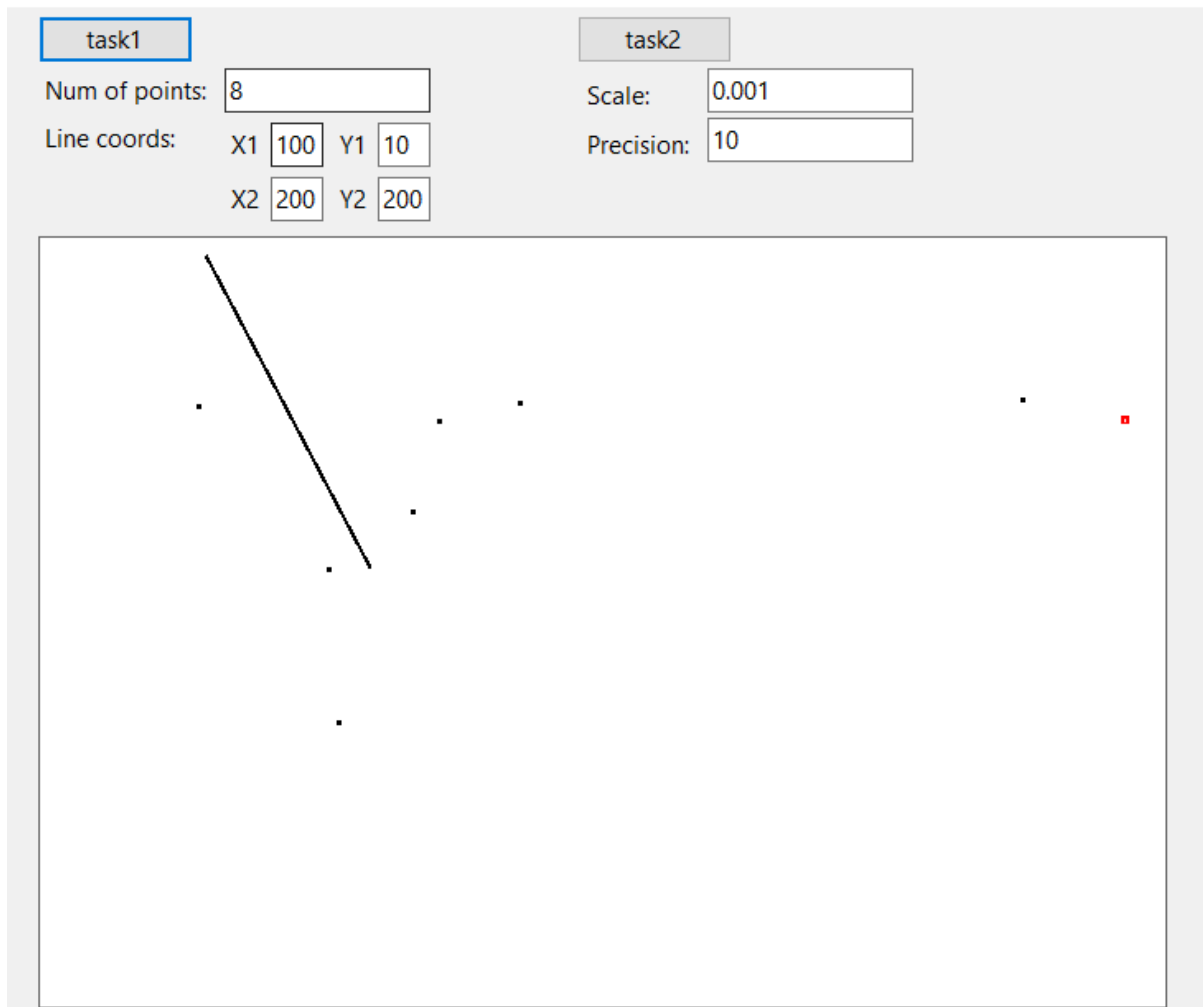 task1 task2
Num of points: 8 Scale: 0.001
Line coords: X1 100 Y1 10 Precision: 10
X2 200 Y2 200